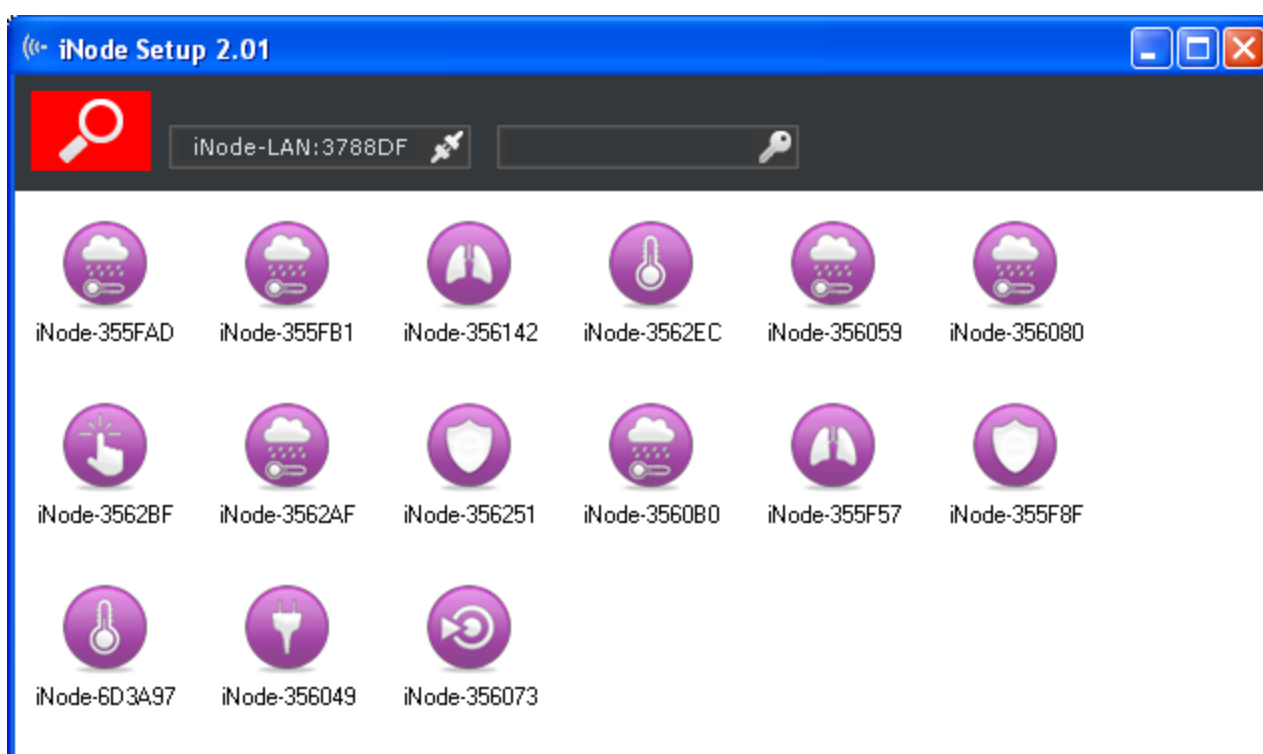 iNode Setup 2.01
iNode-LAN:3788DF
iNode-355FAD iNode-355FB1 iNode-356142 iNode-3562EC iNode-356059 iNode-356080
iNode-3562BF iNode-3562AF iNode-356251 iNode-3560B0 iNode-355F57 iNode-355F8F
iNode-6D3A97 iNode-356049 iNode-356073